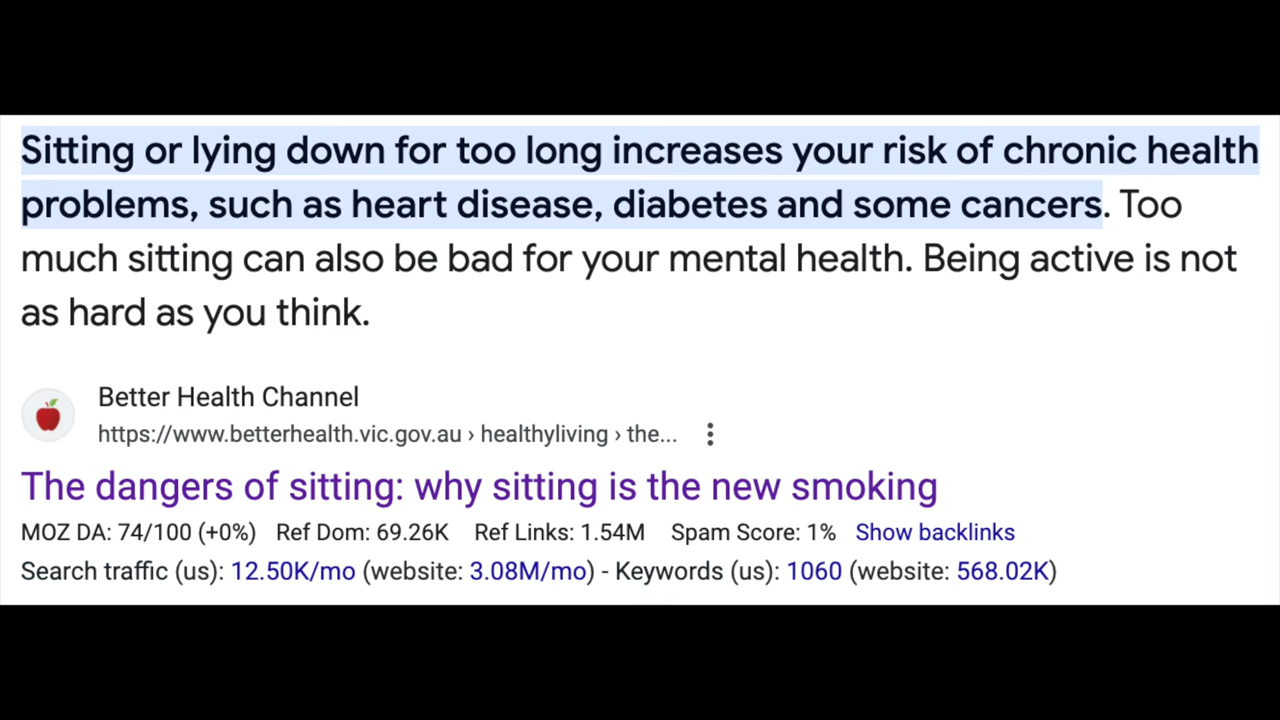 Sitting or lying down for too long increases your risk of chronic health
problems, such as heart disease, diabetes and some cancers. Too
much sitting can also be bad for your mental health. Being active is not
as hard as you think.
Better Health Channel
https://www.betterhealth.vic.gov.au › healthyliving › the...
The dangers of sitting: why sitting is the new smoking
MOZ DA: 74/100 (+0%) Ref Dom: 69.26K Ref Links: 1.54M Spam Score: 1% Show backlinks
Search traffic (us): 12.50K/mo (website: 3.08M/mo) - Keywords (us): 1060 (website: 568.02K)